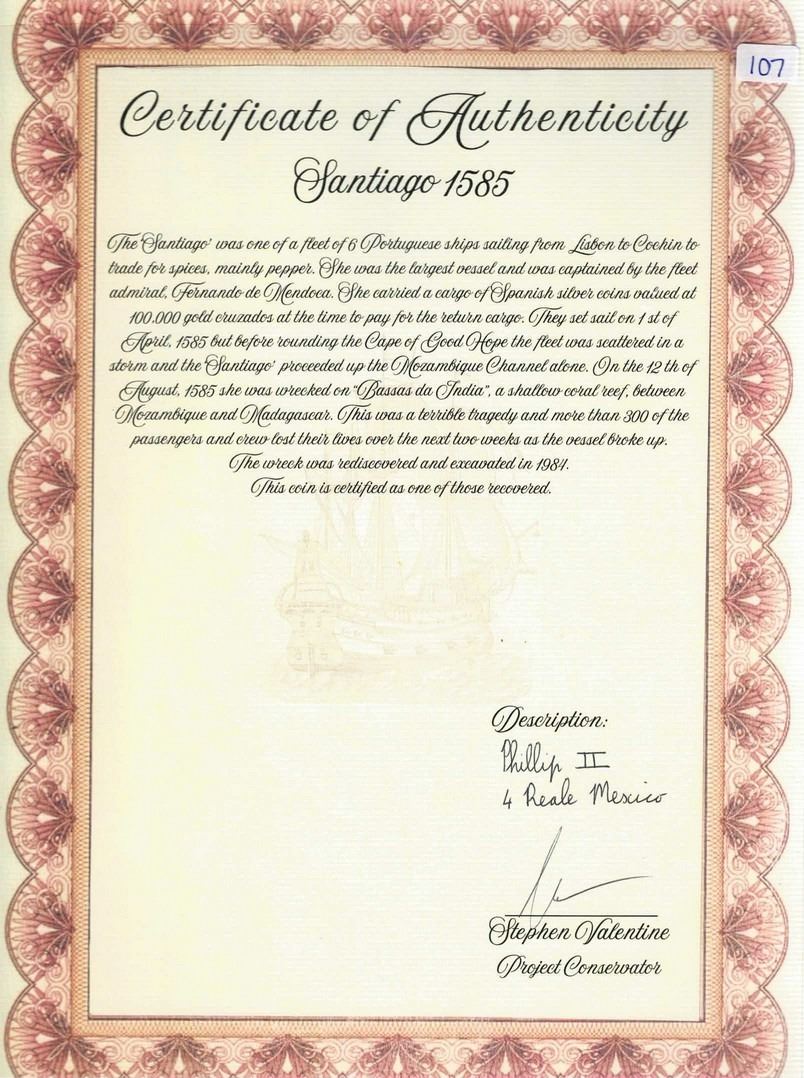 107
Certificate of Authenticity
Santiago 1585
The 'Santiago' was one of a fleet of 6 Portuguese ships sailing from Lisbon to Cochin to
trade for spices, mainly pepper. She was the largest vessel and was captained by the fleet
admiral, Fernando de Mendoca. She carried a cargo of Spanish silver coins valued at
100.000 gold cruzados at the time to pay for the return cargo. They set sail on 1 st of
April, 1585 but before rounding the Cape of Good Hope the fleet was scattered in a
storm and the 'Santiago' proceeded up the Mozambique Channel alone. On the 12 th of
August, 1585 she was wrecked on "Bassas da India", a shallow coral reef, between
Mozambique and Madagascar. This was a terrible tragedy and more than 300 of the
passengers and crew lost their lives over the next two weeks as the vessel broke up.
The wreck was rediscovered and excavated in 1984.
This coin is certified as one of those recovered.
Description:
Phillip II
4 Reale Mexico
Stephen Valentine
Project Conservator